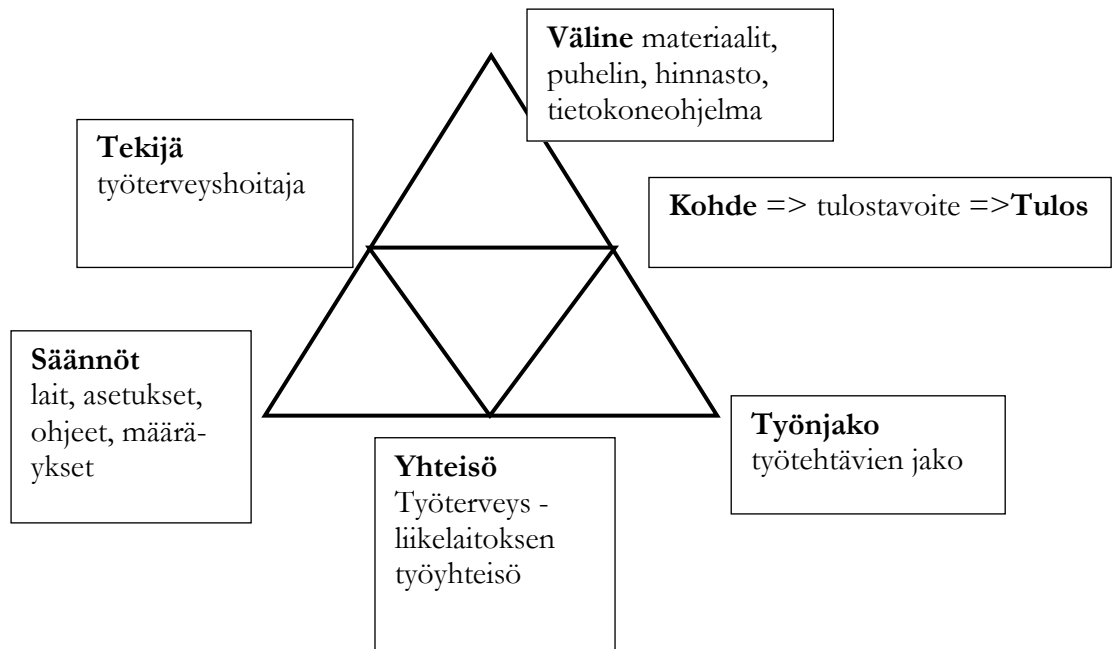 Väline materiaalit,
puhelin, hinnasto,
tietokoneohjelma
Tekijä
työterveyshoitaja
Kohde => tulostavoite =>Tulos
Säännöt
lait, asetukset,
ohjeet, määrä-
ykset
Yhteisö
Työterveys -
liikelaitoksen
työyhteisö
Työnjako
työtehtävien jako